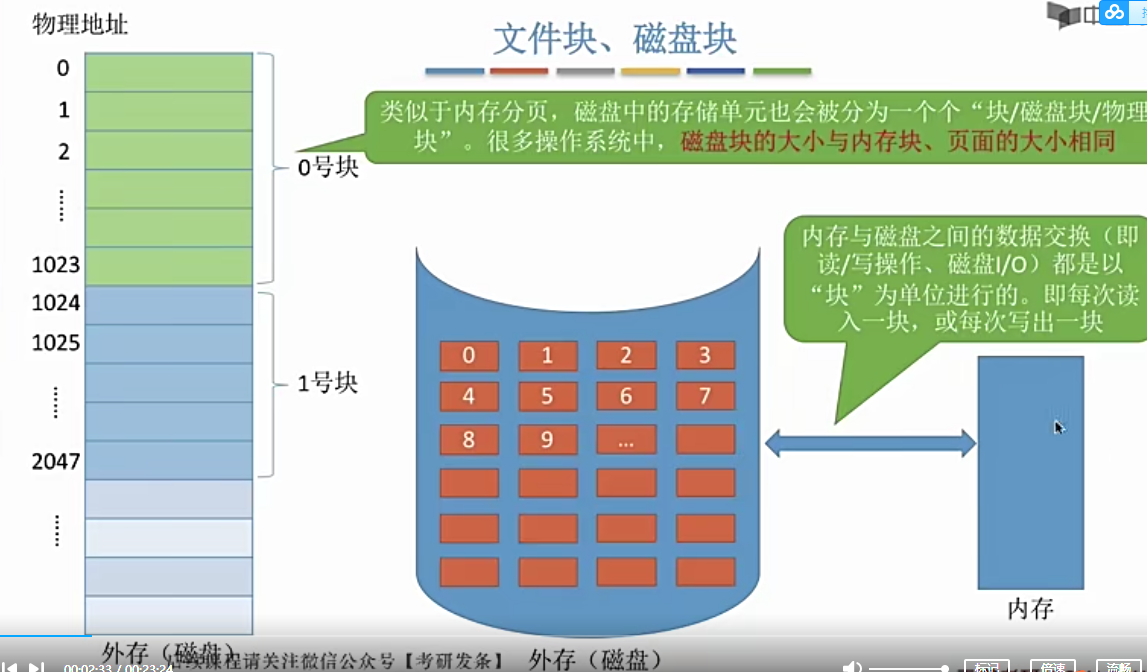 物理地址
文件块、磁盘块
0
1
2
1023
1024
1025
2047
0号块
1号块
类似于内存分页，磁盘中的存储单元也会被分为一个个“块/磁盘块/物理
块”。很多操作系统中，磁盘块的大小与内存块、页面的大小相同
内存与磁盘之间的数据交换（即
读/写操作、磁盘I/O）都是以
“块”为单位进行的。即每次读
入一块，或每次写出一块
0 1 2 3
4 5 6 7
8 9 ...
内存
外存（磁盘）
外存（磁盘）
课程请关注微信公众号【考研发条】
00:02:33 / 00:23:24
标记 倍速 流畅